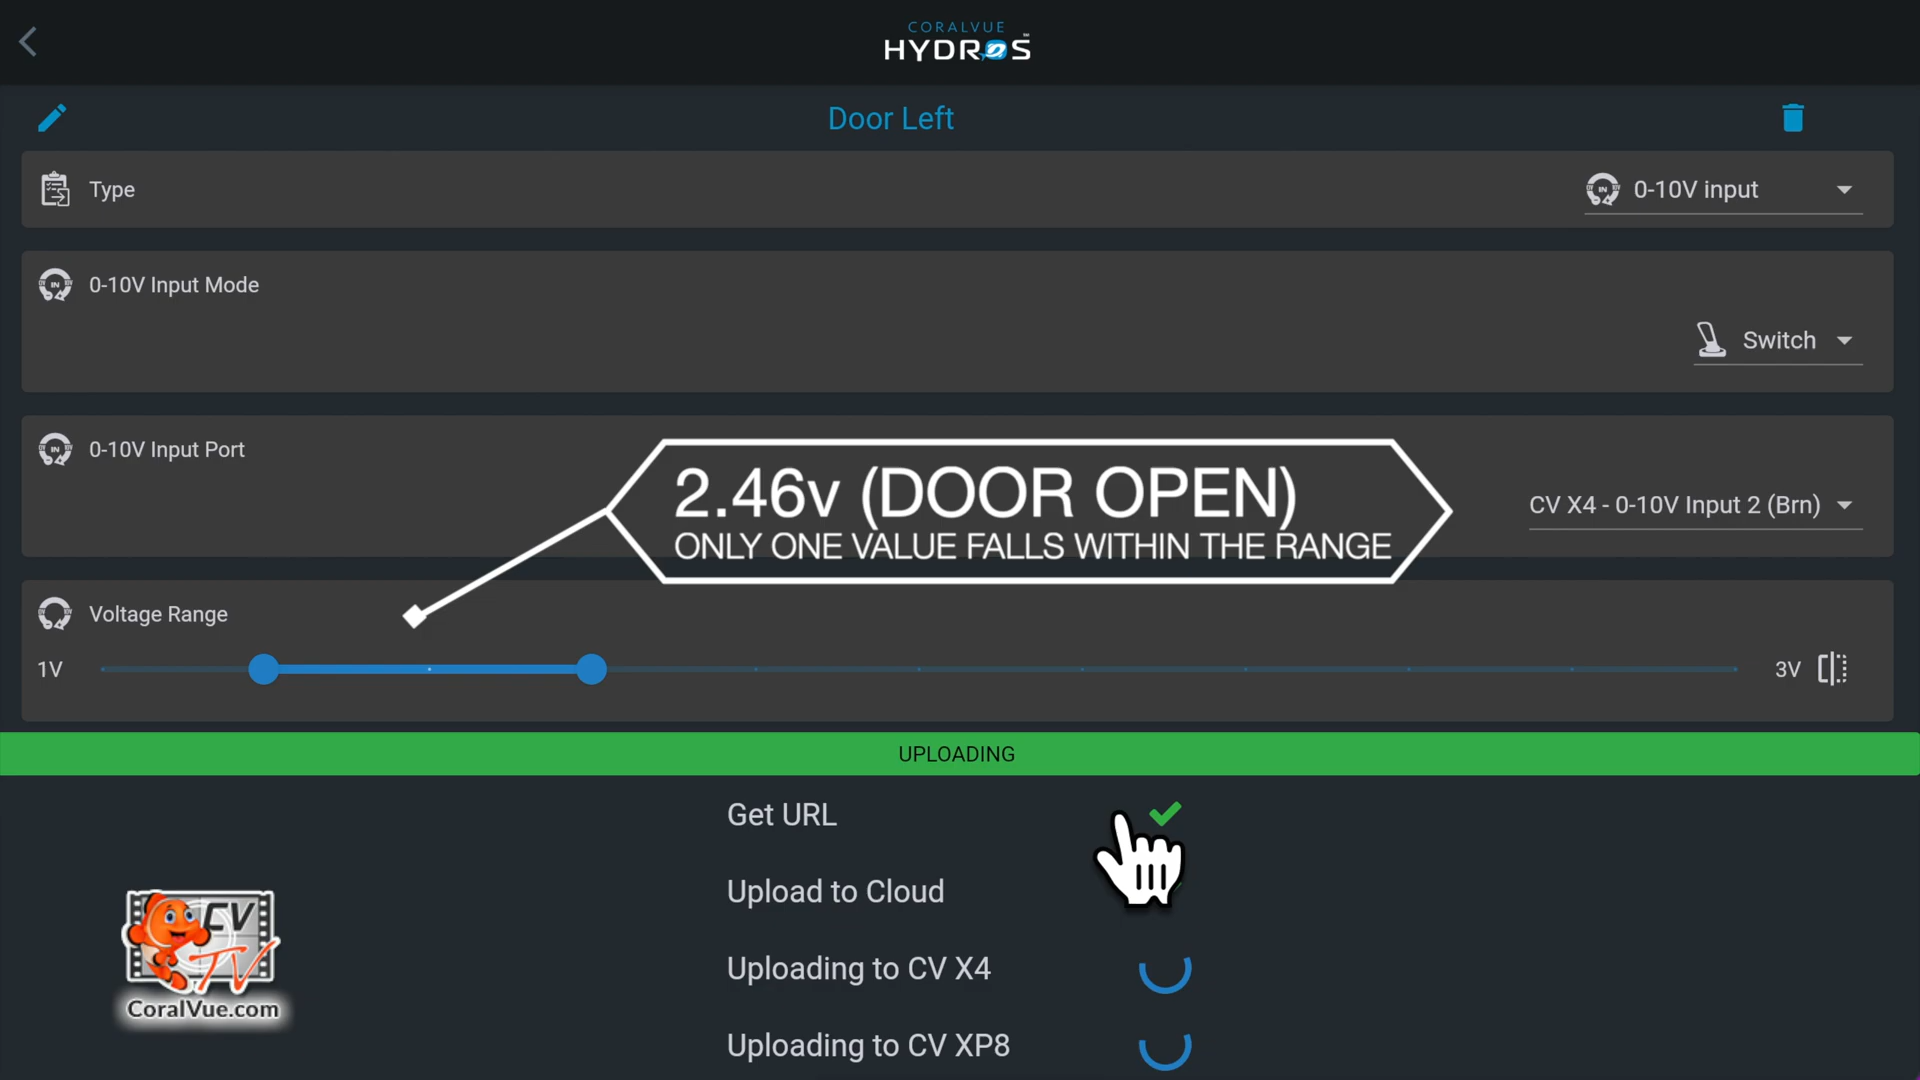 CORALVUE
HYDROS
Door Left
Type
0-10V input
0-10V Input Mode
Switch
0-10V Input Port
2.46v (DOOR OPEN)
ONLY ONE VALUE FALLS WITHIN THE RANGE
CV X4 - 0-10V Input 2 (Brn)
Voltage Range
1V
3V
UPLOADING
Get URL
Upload to Cloud
Uploading to CV X4
Uploading to CV XP8
CV
TV
CoralVue.com